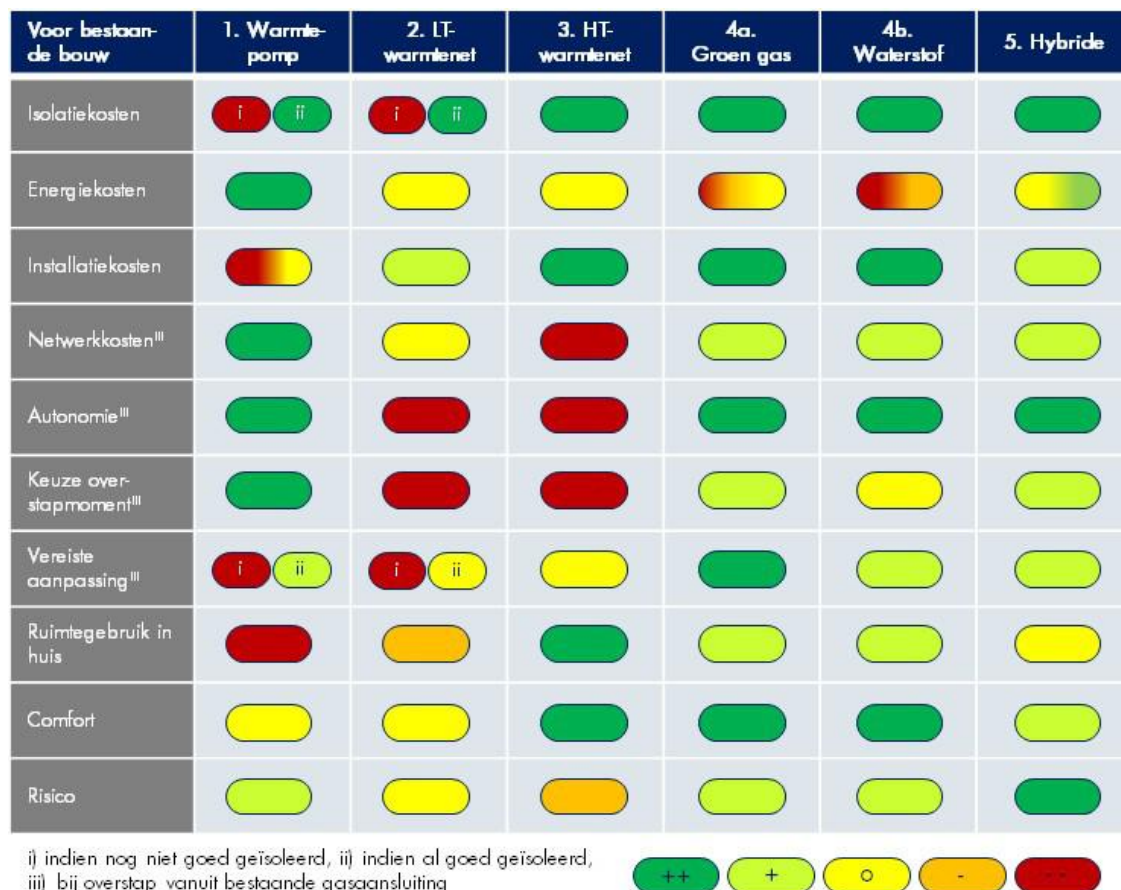 Voor bestaan-
de bouw
1. Warmte-
pomp
2. LT-
warmtenet
3. HT-
warmtenet
4a.
Groen gas
4b.
Waterstof
5. Hybride
Isolatiekosten
i
ii
i
ii
Energiekosten
Installatiekosten
Netwerkkosten^III
Autonomie^III
Keuze over-
stapmoment^III
Vereiste
aanpassing^III
i
ii
i
ii
Ruimtegebruik in
huis
Comfort
Risico
i) indien nog niet goed geïsoleerd, ii) indien al goed geïsoleerd,
iii) bij overstap vanuit bestaande gasaansluiting
++
+
o
-
--